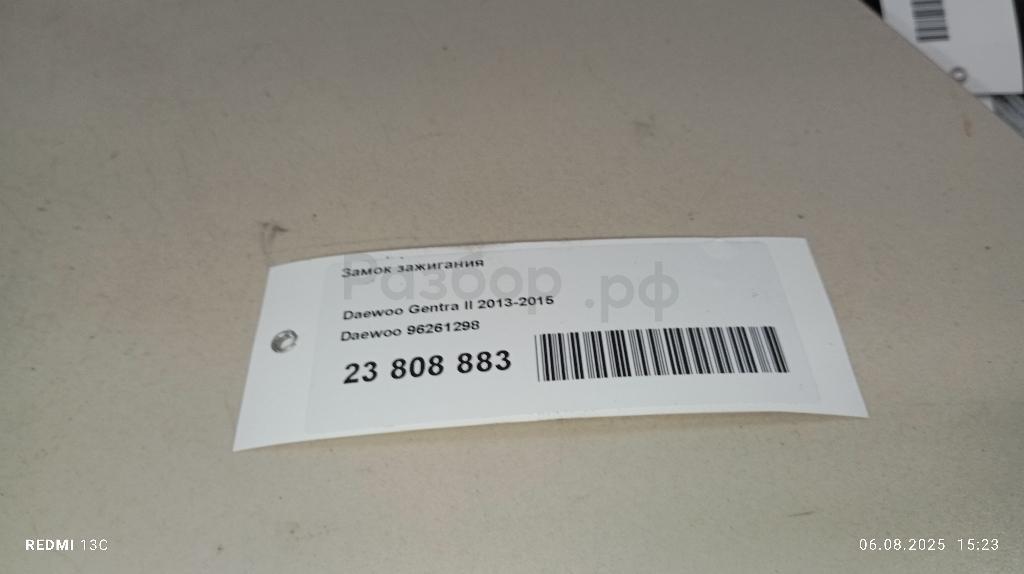 Замок зажигания
Разбор.рф
Daewoo Gentra II 2013-2015
Daewoo 96261298
23 808 883
REDMI 13C
06.08.2025 15:23